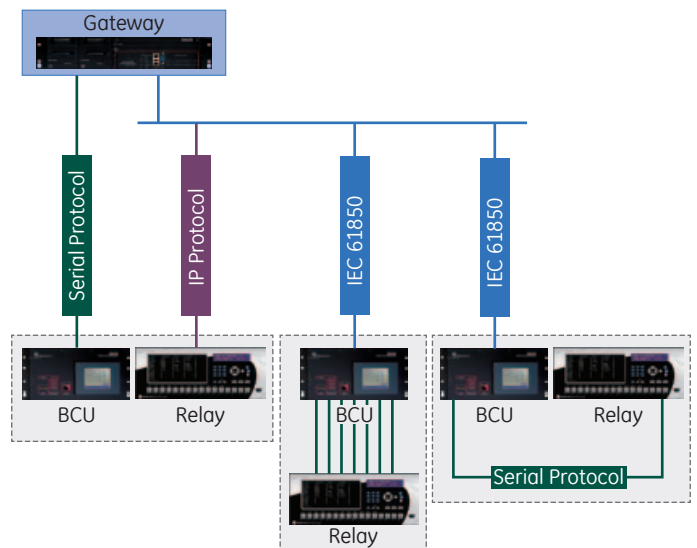 Gateway
Serial Protocol
IP Protocol
IEC 61850
IEC 61850
BCU
Relay
BCU
Relay
BCU
Relay
Serial Protocol